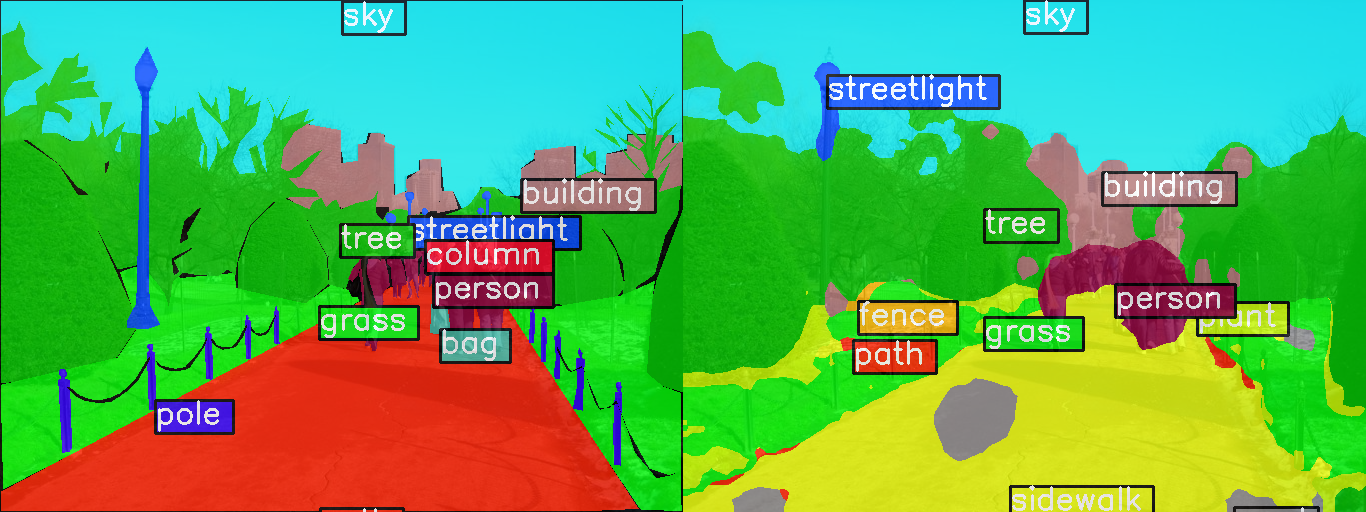 sky
building
streetlight
tree
column
person
grass
bag
pole
sky
streetlight
building
tree
person
fence
plant
grass
path
sidewalk